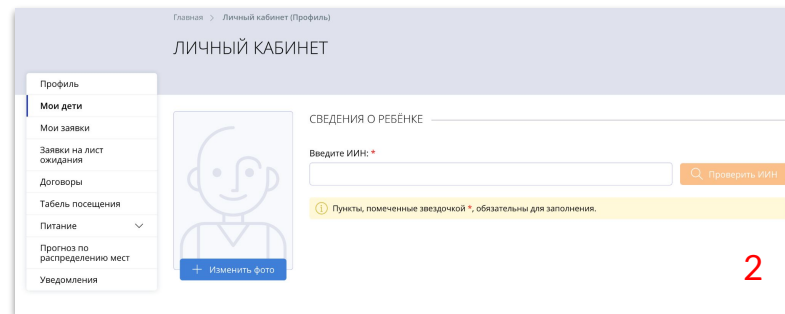 Главная > Личный кабинет (Профиль)
ЛИЧНЫЙ КАБИНЕТ
Профиль
Мои дети
Мои заявки
Заявки на лист
ожидания
Договоры
Табель посещения
Питание
Прогноз по
распределению мест
Уведомления
+ Изменить фото
СВЕДЕНИЯ О РЕБЁНКЕ
Введите ИИН: *
Проверить ИИН
Пункты, помеченные звездочкой *, обязательны для заполнения.
2